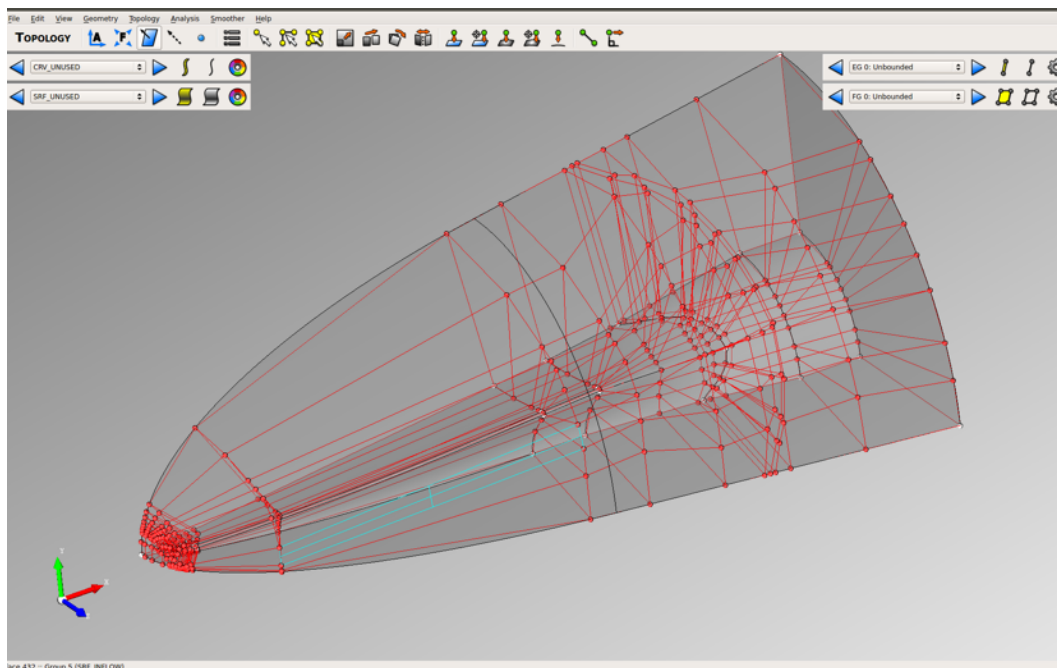 File Edit View Geometry Topology Analysis Smoother Help
TOPOLOGY
CRV_UNUSED
EG 0: Unbounded
SRF_UNUSED
FG 0: Unbounded
Y
X
432 -- Group 5 (SRF_INFLOW)